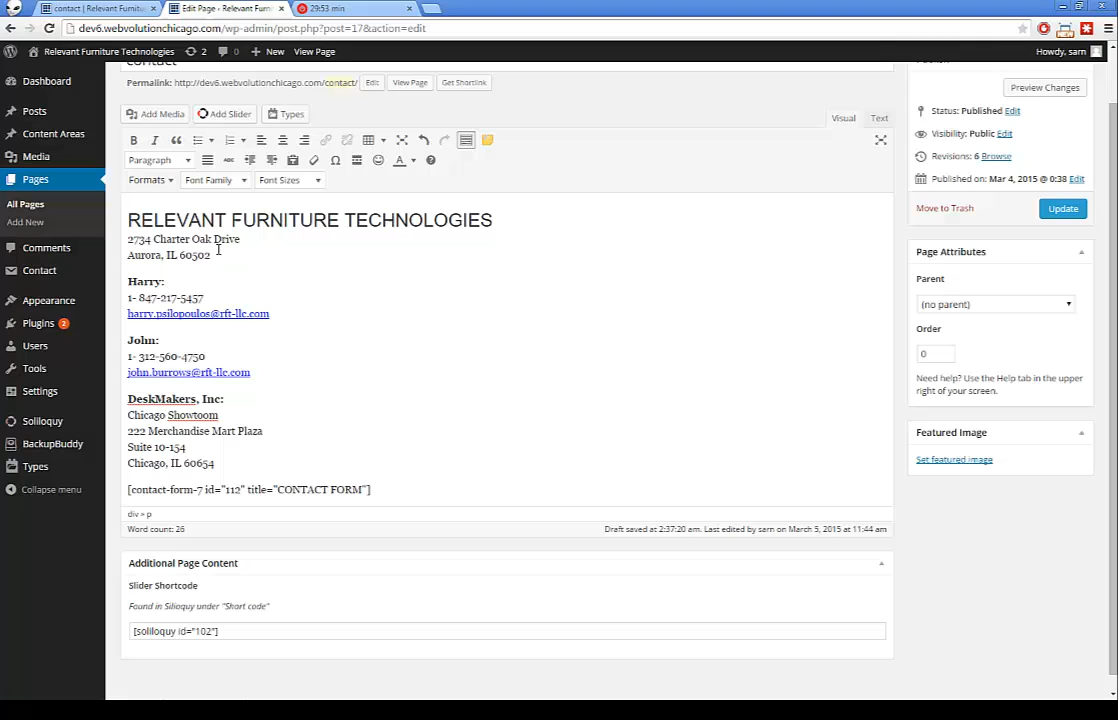 contact | Relevant Furnitu
Edit Page ‹ Relevant Furni
29:53 min
dev6.webvolutionchicago.com/wp-admin/post.php?post=17&action=edit
Relevant Furniture Technologies
2
0
New
View Page
Howdy, sarn
Dashboard
Posts
Content Areas
Media
Pages
All Pages
Add New
Comments
Contact
Appearance
Plugins 2
Users
Tools
Settings
Soliloquy
BackupBuddy
Types
Collapse menu
contact
Permalink: http://dev6.webvolutionchicago.com/contact/ Edit View Page Get Shortlink
Add Media Add Slider Types
Visual Text
Paragraph
Formats Font Family Font Sizes
RELEVANT FURNITURE TECHNOLOGIES
2734 Charter Oak Drive
Aurora, IL 60502
Harry:
1- 847-217-5457
harry.psilopoulos@rft-llc.com
John:
1- 312-560-4750
john.burrows@rft-llc.com
DeskMakers, Inc:
Chicago Showtoom
222 Merchandise Mart Plaza
Suite 10-154
Chicago, IL 60654
[contact-form-7 id="112" title="CONTACT FORM"]
div » p
Word count: 26
Draft saved at 2:37:20 am. Last edited by sarn on March 5, 2015 at 11:44 am
Additional Page Content
Slider Shortcode
Found in Silioquy under "Short code"
[soliloquy id="102"]
Publish
Preview Changes
Status: Published Edit
Visibility: Public Edit
Revisions: 6 Browse
Published on: Mar 4, 2015 @ 0:38 Edit
Move to Trash
Update
Page Attributes
Parent
(no parent)
Order
0
Need help? Use the Help tab in the upper
right of your screen.
Featured Image
Set featured image